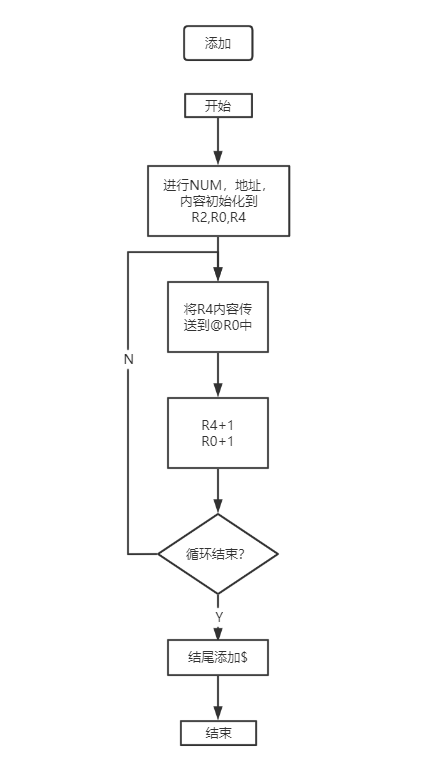 添加
开始
进行NUM，地址，
内容初始化到
R2,R0,R4
将R4内容传
送到@R0中
N
R4+1
R0+1
循环结束?
Y
结尾添加$
结束